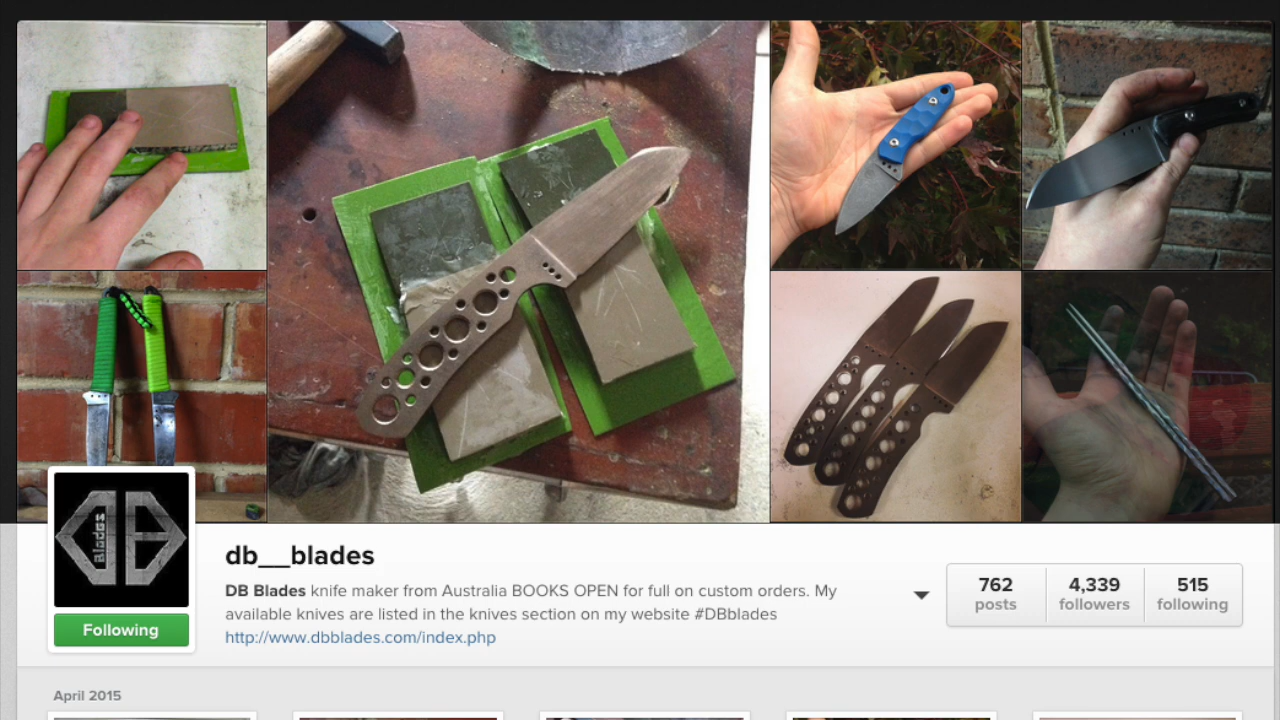 DB
Blades
Following
db__blades
DB Blades knife maker from Australia BOOKS OPEN for full on custom orders. My
available knives are listed in the knives section on my website #DBblades
http://www.dbblades.com/index.php
762 4,339 515
posts followers following
April 2015